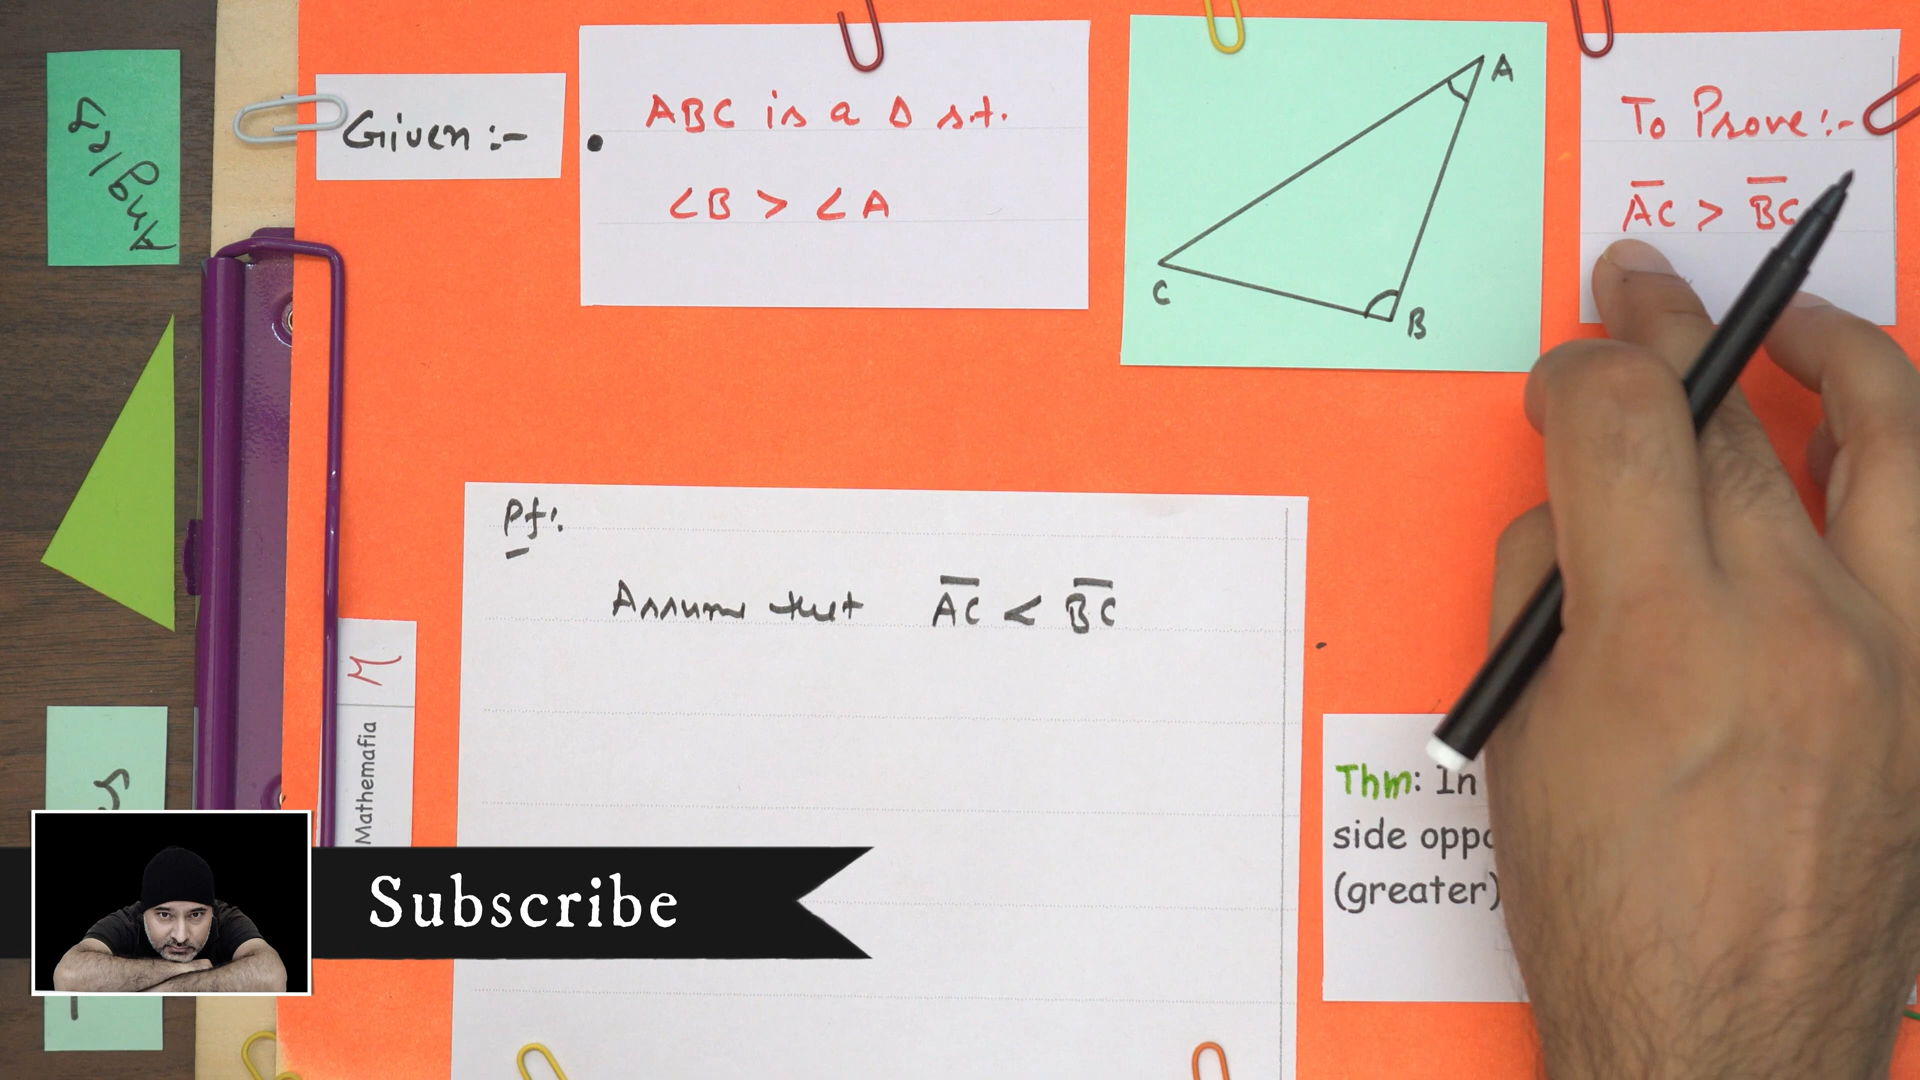 Angles
Given :-
ABC is a Δ s.t.
<B > <A
A
C
B
To Prove :-
AC > BC
Pf:
Assume that AC < BC
M
Mathemafia
Thm: In
side oppo
(greater)
Subscribe